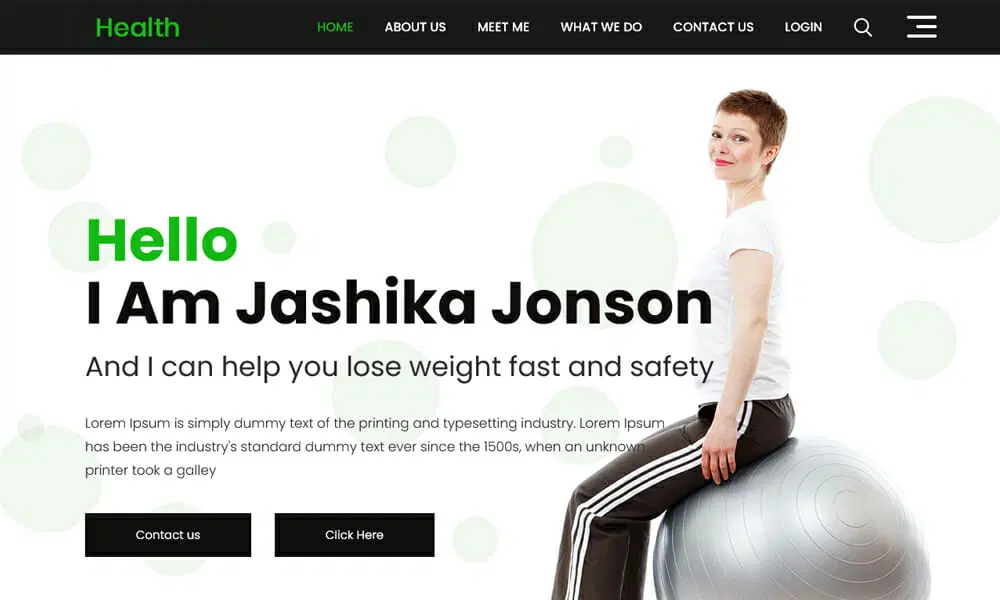 Health
HOME ABOUT US MEET ME WHAT WE DO CONTACT US LOGIN
Hello
I Am Jashika Jonson
And I can help you lose weight fast and safety
Lorem Ipsum is simply dummy text of the printing and typesetting industry. Lorem Ipsum
has been the industry's standard dummy text ever since the 1500s, when an unknown
printer took a galley
Contact us
Click Here